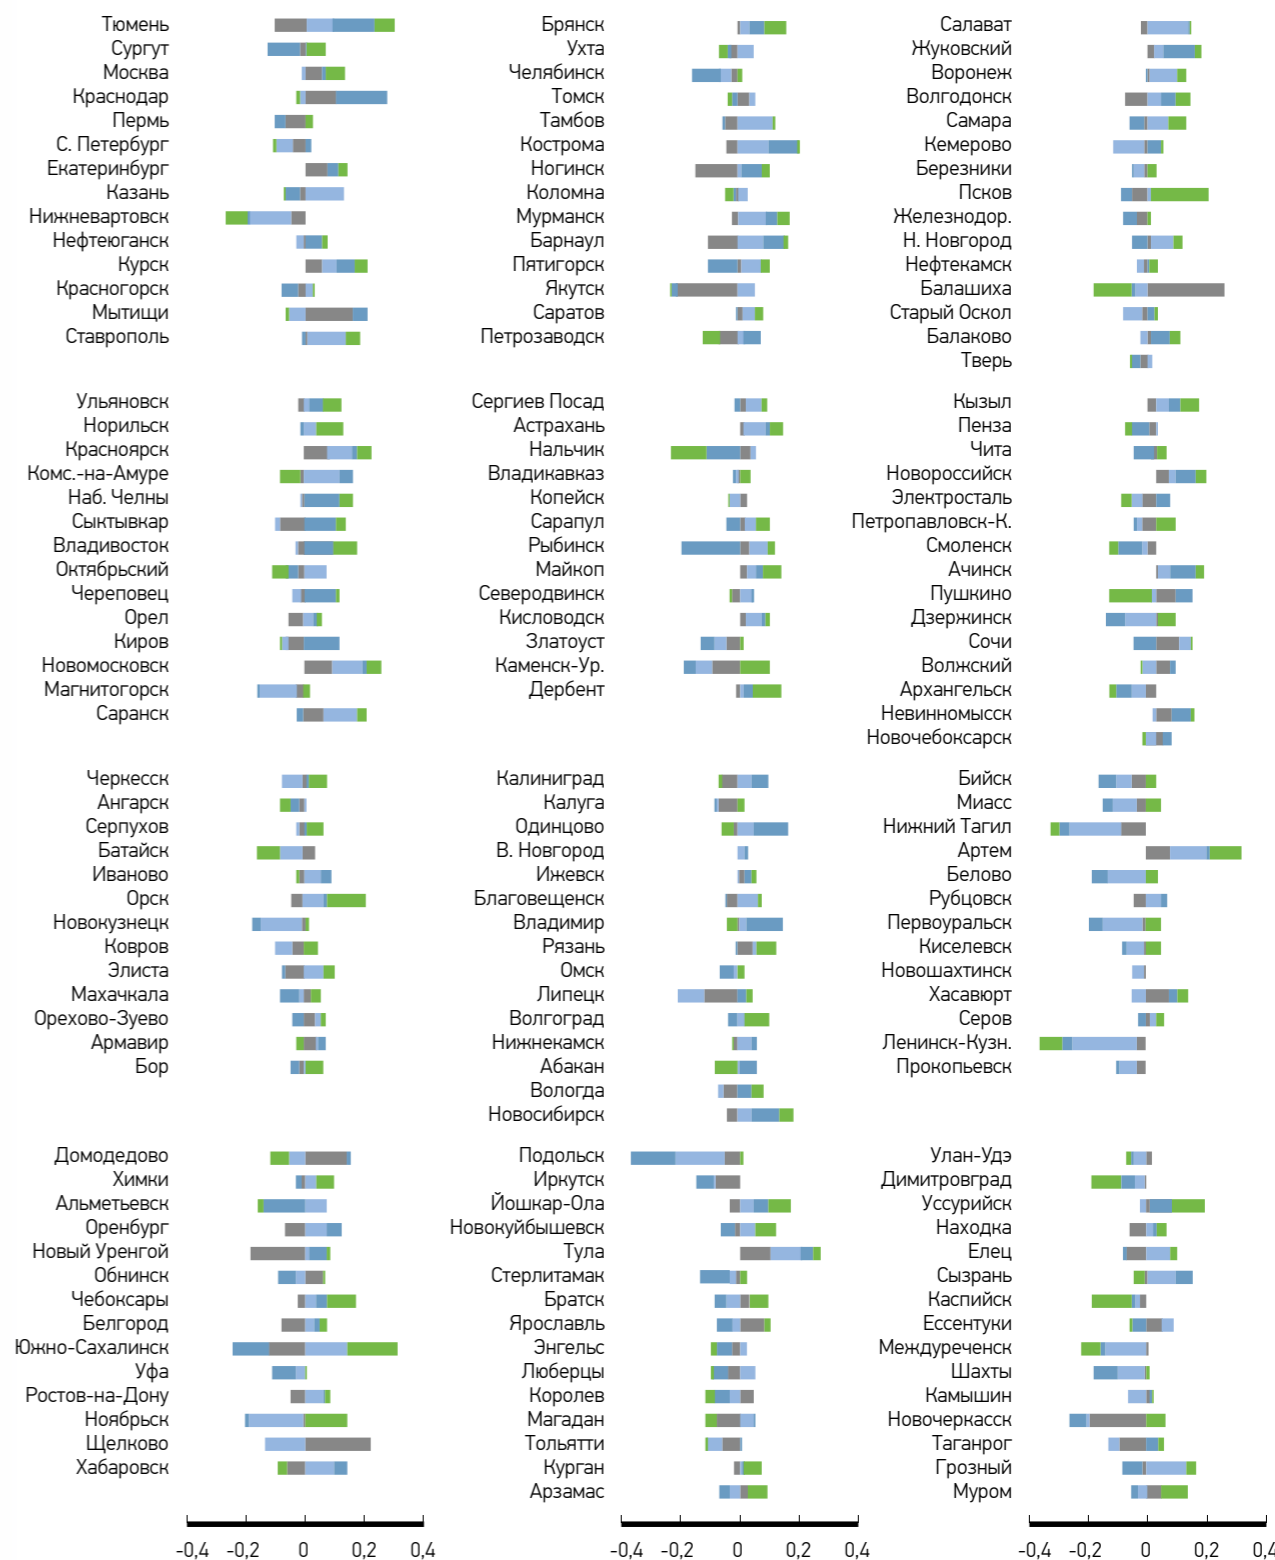 Тюмень
Сургут
Москва
Краснодар
Пермь
С. Петербург
Екатеринбург
Казань
Нижневартовск
Нефтеюганск
Курск
Красногорск
Мытищи
Ставрополь
Ульяновск
Норильск
Красноярск
Комс.-на-Амуре
Наб. Челны
Сыктывкар
Владивосток
Октябрьский
Череповец
Орел
Киров
Новомосковск
Магнитогорск
Саранск
Черкесск
Ангарск
Серпухов
Батайск
Иваново
Орск
Новокузнецк
Ковров
Элиста
Махачкала
Орехово-Зуево
Армавир
Бор
Домодедово
Химки
Альметьевск
Оренбург
Новый Уренгой
Обнинск
Чебоксары
Белгород
Южно-Сахалинск
Уфа
Ростов-на-Дону
Ноябрьск
Щелково
Хабаровск
-0,4 -0,2 0 0,2 0,4
Брянск
Ухта
Челябинск
Томск
Тамбов
Кострома
Ногинск
Коломна
Мурманск
Барнаул
Пятигорск
Якутск
Саратов
Петрозаводск
Сергиев Посад
Астрахань
Нальчик
Владикавказ
Копейск
Сарапул
Рыбинск
Майкоп
Северодвинск
Кисловодск
Златоуст
Каменск-Ур.
Дербент
Калиниград
Калуга
Одинцово
В. Новгород
Ижевск
Благовещенск
Владимир
Рязань
Омск
Липецк
Волгоград
Нижнекамск
Абакан
Вологда
Новосибирск
Подольск
Иркутск
Йошкар-Ола
Новокуйбышевск
Тула
Стерлитамак
Братск
Ярославль
Энгельс
Люберцы
Королев
Магадан
Тольятти
Курган
Арзамас
-0,4 -0,2 0 0,2 0,4
Салават
Жуковский
Воронеж
Волгодонск
Самара
Кемерово
Березники
Псков
Железнодор.
Н. Новгород
Нефтекамск
Балашиха
Старый Оскол
Балаково
Тверь
Кызыл
Пенза
Чита
Новороссийск
Электросталь
Петропавловск-К.
Смоленск
Ачинск
Пушкино
Дзержинск
Сочи
Волжский
Архангельск
Невинномысск
Новочебоксарск
Бийск
Миасс
Нижний Тагил
Артем
Белово
Рубцовск
Первоуральск
Киселевск
Новошахтинск
Хасавюрт
Серов
Ленинск-Кузн.
Прокопьевск
Улан-Удэ
Димитровград
Уссурийск
Находка
Елец
Сызрань
Каспийск
Ессентуки
Междуреченск
Шахты
Камышин
Новочеркасск
Таганрог
Грозный
Муром
-0,4 -0,2 0 0,2 0,4